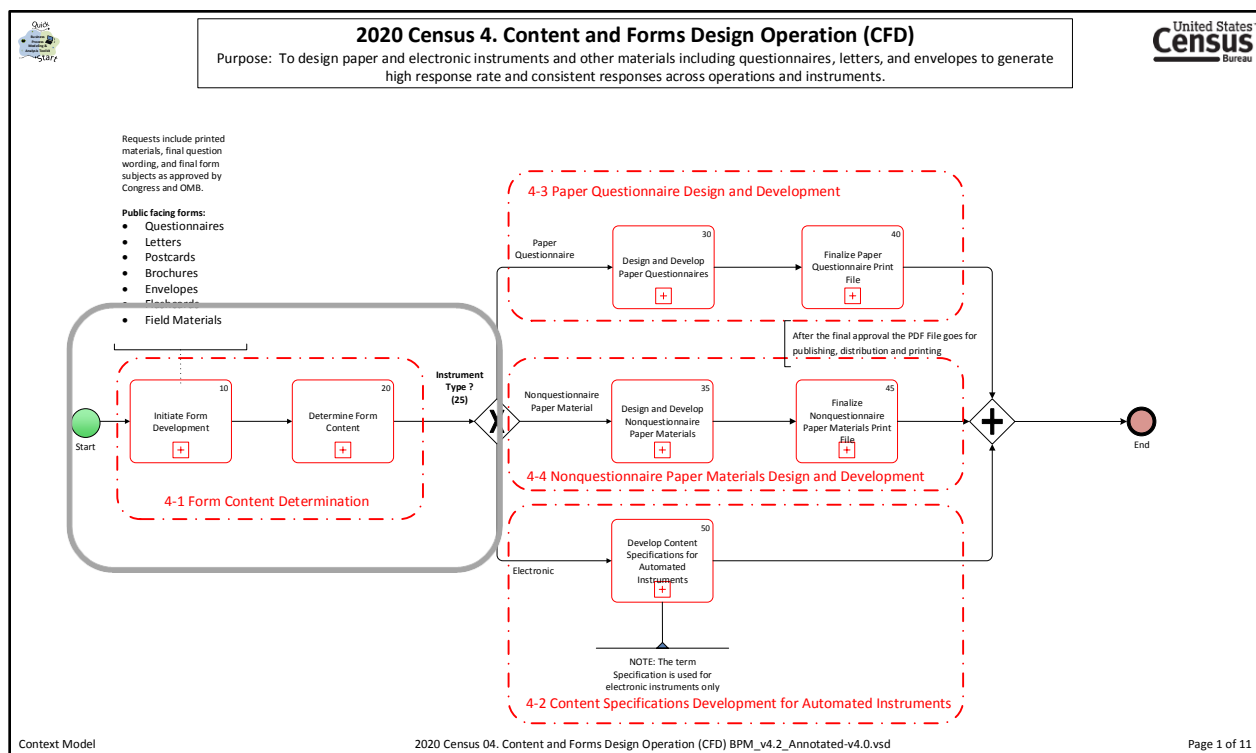 Quick
Business
Process
Modeling &
Analysis Toolkit
Start
2020 Census 4. Content and Forms Design Operation (CFD)
Purpose: To design paper and electronic instruments and other materials including questionnaires, letters, and envelopes to generate
high response rate and consistent responses across operations and instruments.
United States
Census
Bureau
Requests include printed
materials, final question
wording, and final form
subjects as approved by
Congress and OMB.
Public facing forms:
• Questionnaires
• Letters
• Postcards
• Brochures
• Envelopes
• Flashcards
• Field Materials
4-3 Paper Questionnaire Design and Development
Paper
Questionnaire
30
Design and Develop
Paper Questionnaires
40
Finalize Paper
Questionnaire Print
File
After the final approval the PDF File goes for
publishing, distribution and printing
Start
10
Initiate Form
Development
20
Determine Form
Content
4-1 Form Content Determination
Instrument
Type ?
(25)
X
Nonquestionnaire
Paper Material
35
Design and Develop
Nonquestionnaire
Paper Materials
45
Finalize
Nonquestionnaire
Paper Materials Print
File
4-4 Nonquestionnaire Paper Materials Design and Development
End
Electronic
50
Develop Content
Specifications for
Automated
Instruments
NOTE: The term
Specification is used for
electronic instruments only
4-2 Content Specifications Development for Automated Instruments
Context Model
2020 Census 04. Content and Forms Design Operation (CFD) BPM_v4.2_Annotated-v4.0.vsd
Page 1 of 11